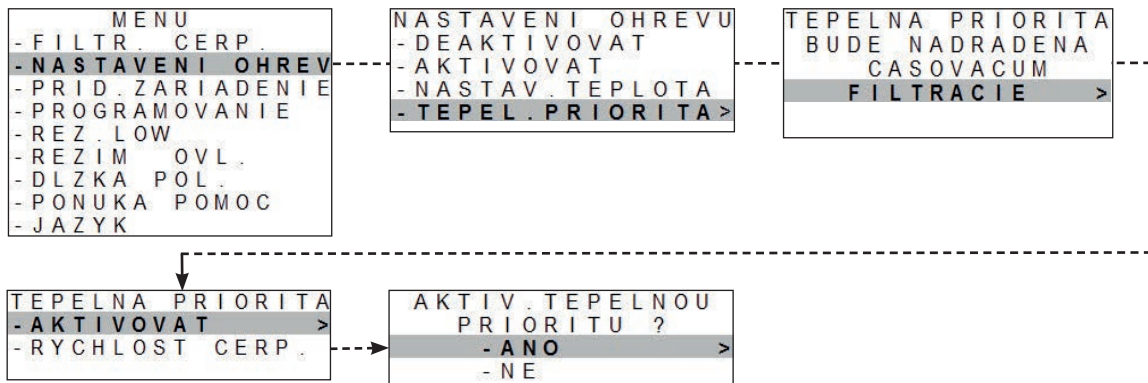 MENU
-FILTR. CERP.
-NASTAVENI OHREV
-PRID.ZARIADENIE
-PROGRAMOVANIE
-REZ.LOW
-REZIM OVL.
-DLZKA POL.
-PONUKA POMOC
-JAZYK
NASTAVENI OHREVU
-DEAKTIVOVAT
-AKTIVOVAT
-NASTAV.TEPLOTA
-TEPEL.PRIORITA>
TEPELNA PRIORITA
BUDE NADRADENA
CASOVACUM
FILTRACIE >
TEPELNA PRIORITA
-AKTIVOVAT >
-RYCHLOST CERP.
AKTIV.TEPELNOU
PRIORITU ?
-ANO >
-NE